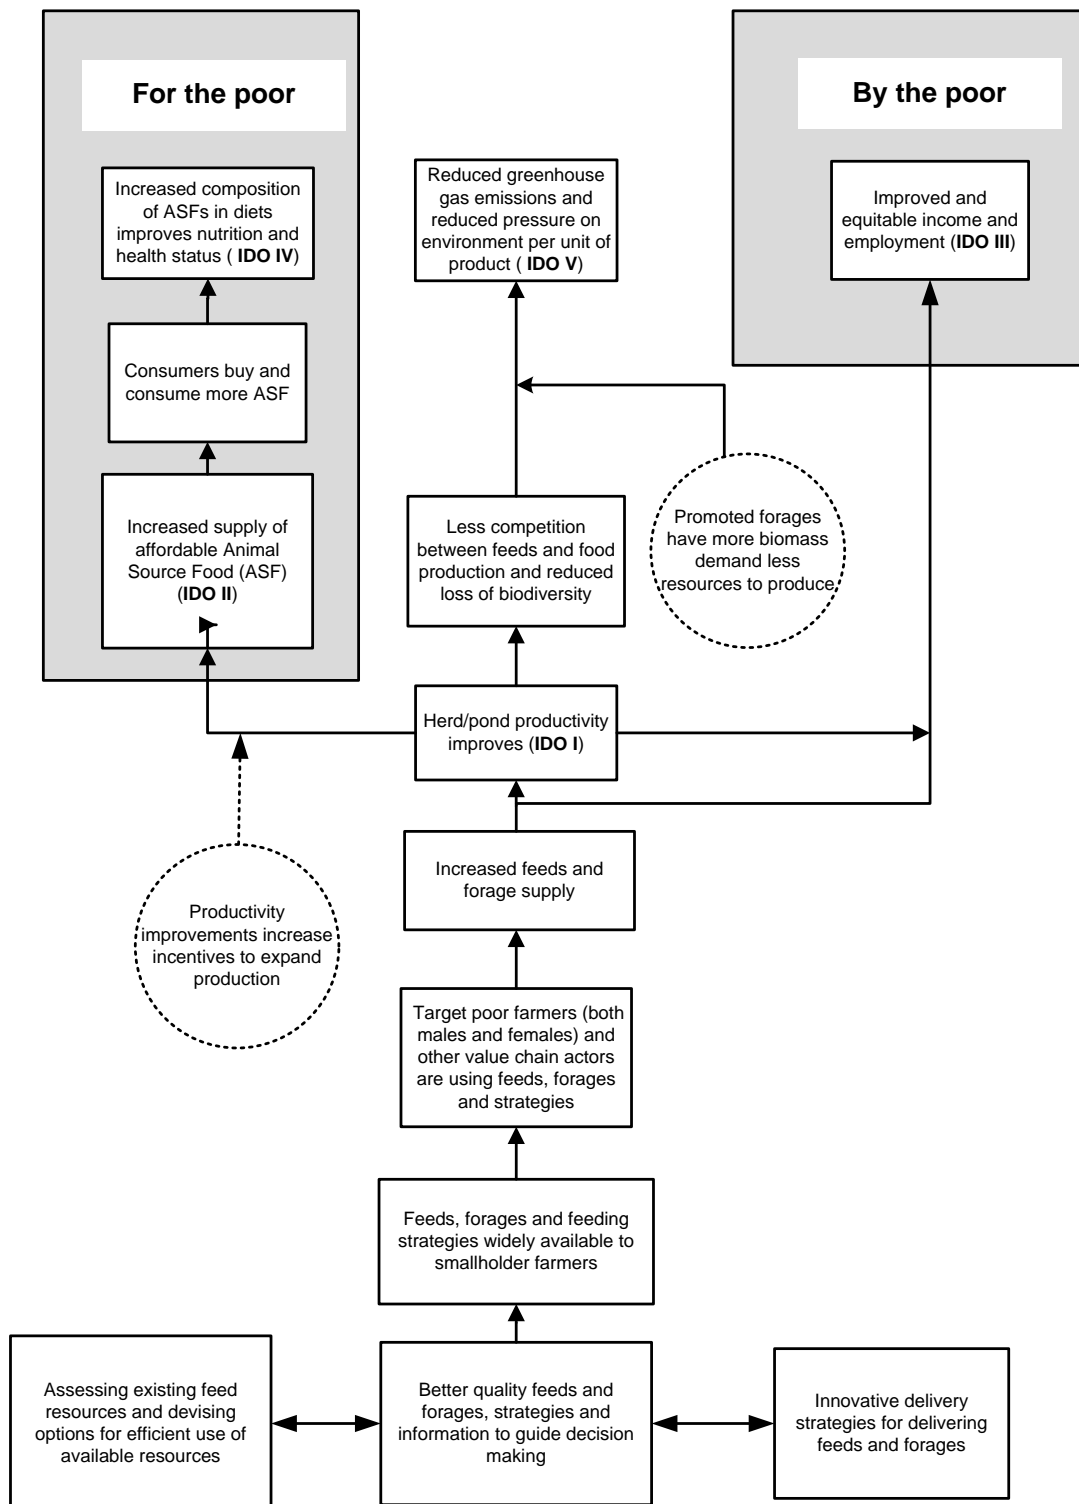 For the poor
By the poor
Increased composition
of ASFs in diets
improves nutrition and
health status ( IDO IV)
Reduced greenhouse
gas emissions and
reduced pressure on
environment per unit of
product ( IDO V)
Improved and
equitable income and
employment (IDO III)
Consumers buy and
consume more ASF
Increased supply of
affordable Animal
Source Food (ASF)
(IDO II)
Less competition
between feeds and food
production and reduced
loss of biodiversity
Promoted forages
have more biomass
demand less
resources to produce
Herd/pond productivity
improves (IDO I)
Increased feeds and
forage supply
Productivity
improvements increase
incentives to expand
production
Target poor farmers (both
males and females) and
other value chain actors
are using feeds, forages
and strategies
Feeds, forages and feeding
strategies widely available to
smallholder farmers
Assessing existing feed
resources and devising
options for efficient use of
available resources
Better quality feeds and
forages, strategies and
information to guide decision
making
Innovative delivery
strategies for delivering
feeds and forages